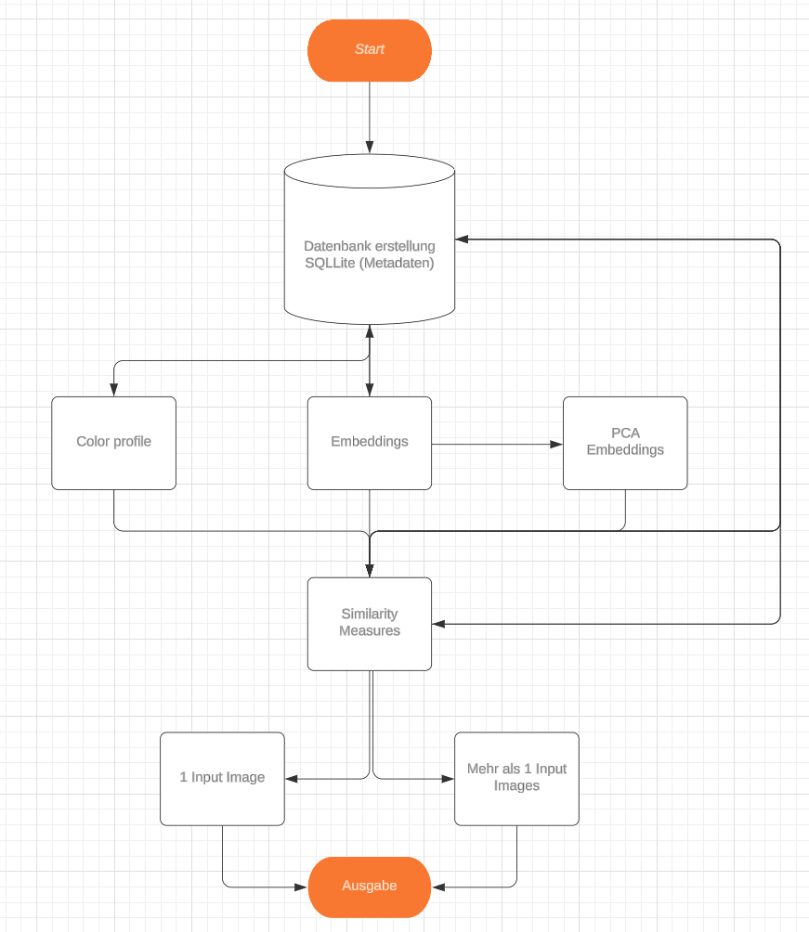 Start
Datenbank erstellung
SQLLite (Metadaten)
Color profile
Embeddings
PCA
Embeddings
Similarity
Measures
1 Input Image
Mehr als 1 Input
Images
Ausgabe